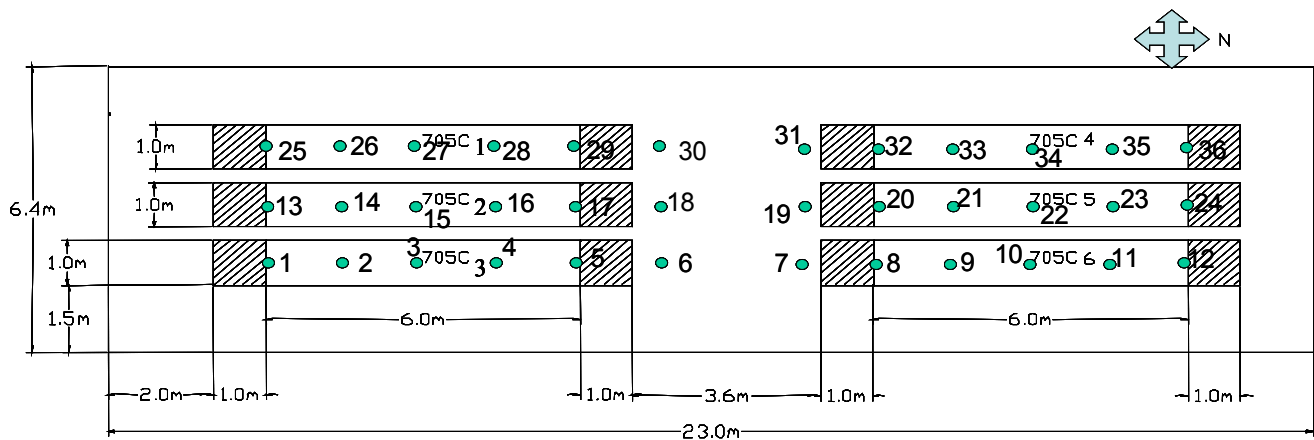 N
31
1.0m 25 26 27 705C 1 28 29 30 32 33 705C 4 34 35 36
6.4m 1.0m 13 14 705C 2 15 16 17 18 19 20 21 705C 5 22 23 24
1.0m 1 2 3 705C 3 4 5 6 7 8 9 10 705C 6 11 12
1.5m 6.0m 6.0m
2.0m 1.0m 1.0m 3.6m 1.0m 1.0m
23.0m